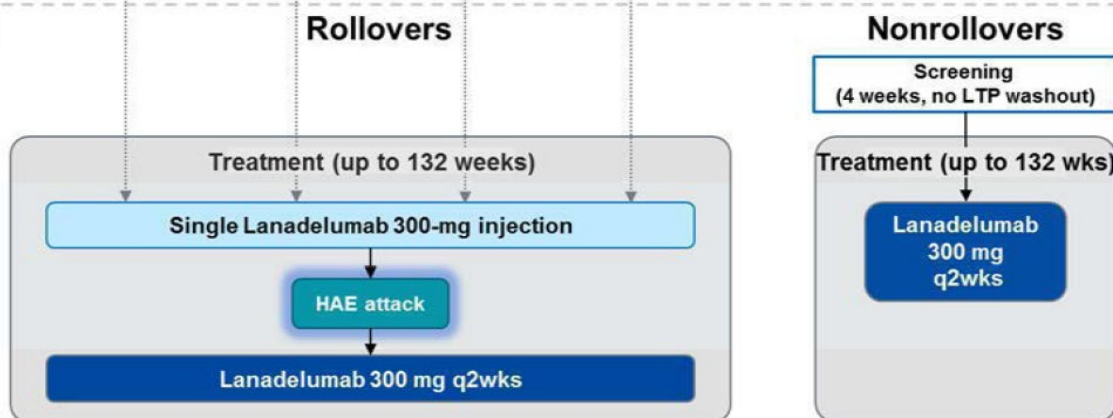 Rollovers
Treatment (up to 132 weeks)
Single Lanadelumab 300-mg injection
HAE attack
Lanadelumab 300 mg q2wks
Nonrollovers
Screening
(4 weeks, no LTP washout)
Treatment (up to 132 wks)
Lanadelumab
300 mg
q2wks